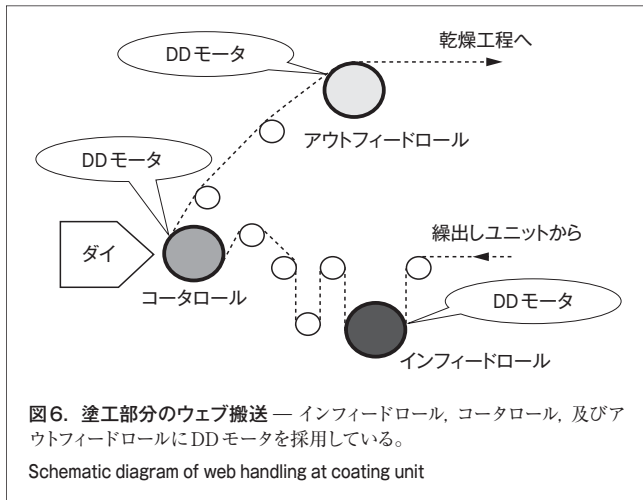 DDモータ
乾燥工程へ
アウトフィードロール
DDモータ
ダイ
コータロール
繰出しユニットから
DDモータ
インフィードロール
図6. 塗工部分のウェブ搬送 — インフィードロール, コータロール, 及びア
ウトフィードロールにDDモータを採用している。
Schematic diagram of web handling at coating unit